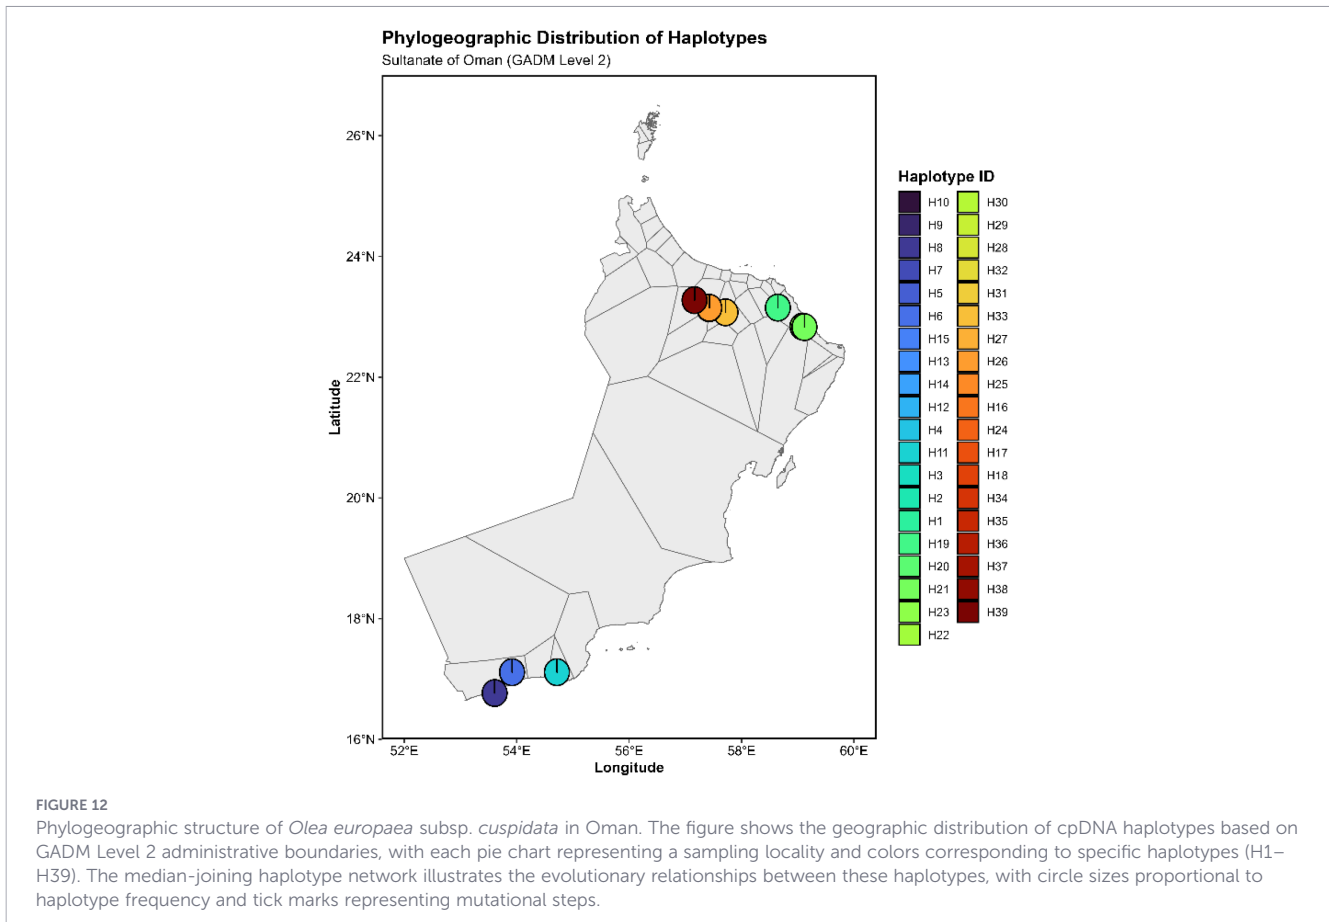 Phylogeographic Distribution of Haplotypes
Sultanate of Oman (GADM Level 2)
26°N
24°N
22°N
20°N
18°N
16°N
Latitude
52°E
54°E
56°E
58°E
60°E
Longitude
Haplotype ID
H10
H9
H8
H7
H5
H6
H15
H13
H14
H12
H4
H11
H3
H2
H1
H19
H20
H21
H23
H22
H30
H29
H28
H32
H31
H33
H27
H26
H25
H16
H24
H17
H18
H34
H35
H36
H37
H38
H39
FIGURE 12
Phylogeographic structure of Olea europaea subsp. cuspidata in Oman. The figure shows the geographic distribution of cpDNA haplotypes based on
GADM Level 2 administrative boundaries, with each pie chart representing a sampling locality and colors corresponding to specific haplotypes (H1–
H39). The median-joining haplotype network illustrates the evolutionary relationships between these haplotypes, with circle sizes proportional to
haplotype frequency and tick marks representing mutational steps.